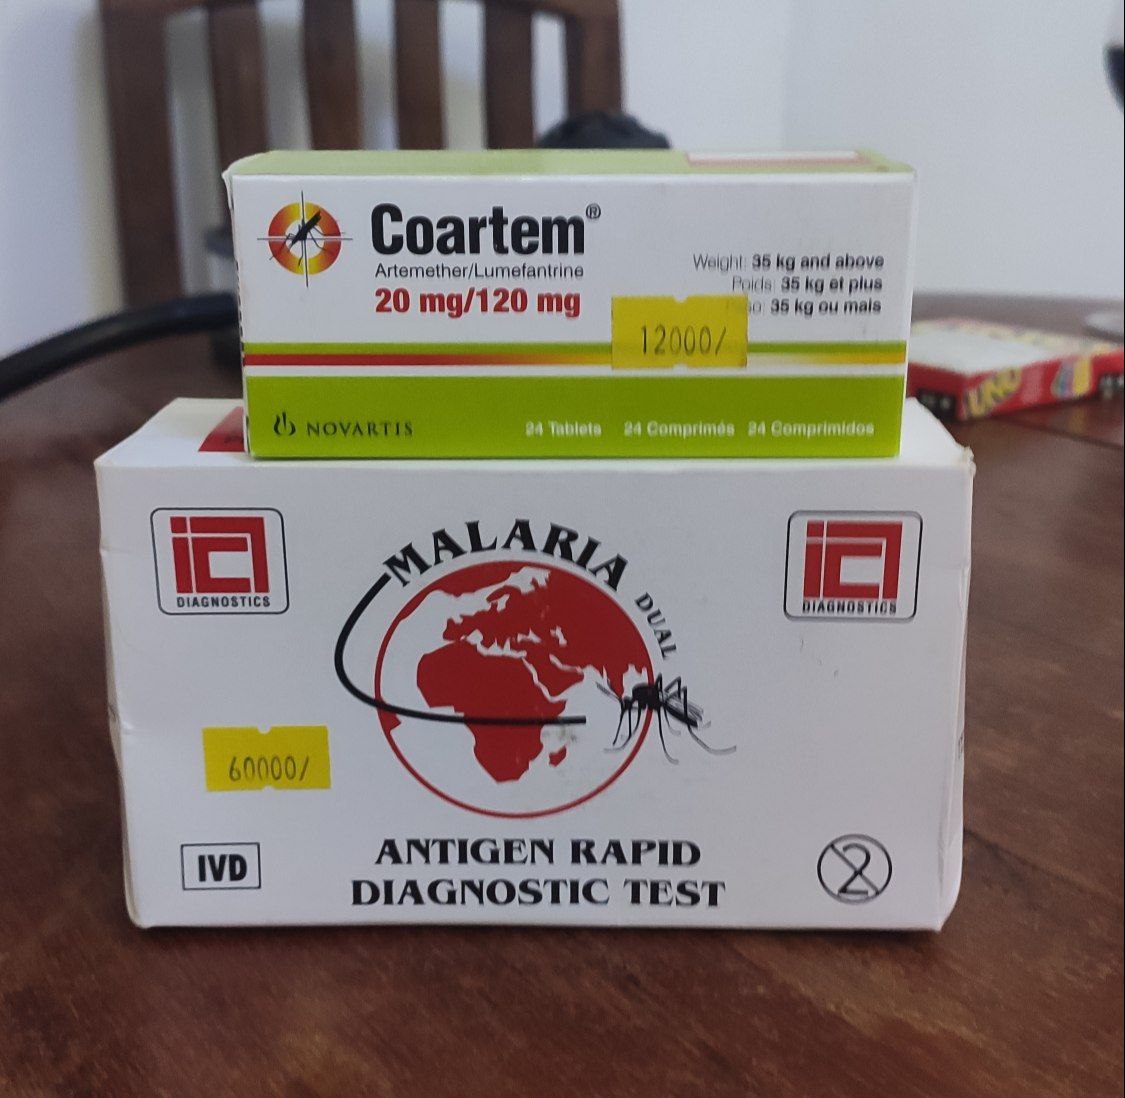 Coartem®
Artemether/Lumefantrine
20 mg/120 mg
Weight: 35 kg and above
Poids: 35 kg et plus
35 kg ou mais
12000/
NOVARTIS
24 Tablets 24 Comprimés 24 Comprimidos
DIAGNOSTICS
MALARIA
DUAL
DIAGNOSTICS
60000/
IVD
ANTIGEN RAPID
DIAGNOSTIC TEST
2
UNO